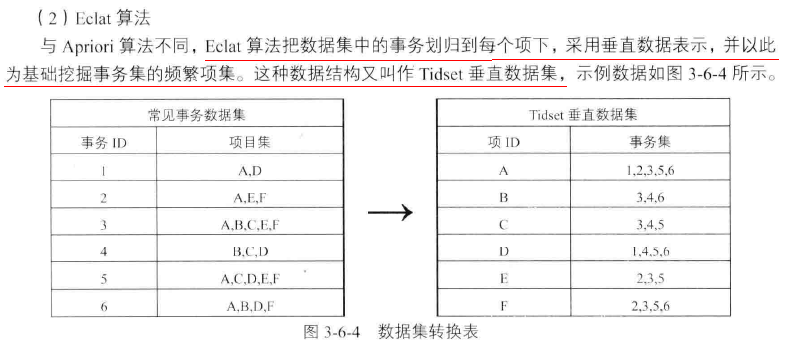 （2）Eclat 算法
与 Apriori 算法不同，Eclat 算法把数据集中的事务划归到每个项下，采用垂直数据表示，并以此
为基础挖掘事务集的频繁项集。这种数据结构又叫作 Tidset 垂直数据集，示例数据如图 3-6-4 所示。
常见事务数据集
事务 ID 项目集
1 A,D
2 A,E,F
3 A,B,C,E,F
4 B,C,D
5 A,C,D,E,F
6 A,B,D,F
Tidset 垂直数据集
项 ID 事务集
A 1,2,3,5,6
B 3,4,6
C 3,4,5
D 1,4,5,6
E 2,3,5
F 2,3,5,6
图 3-6-4 数据集转换表